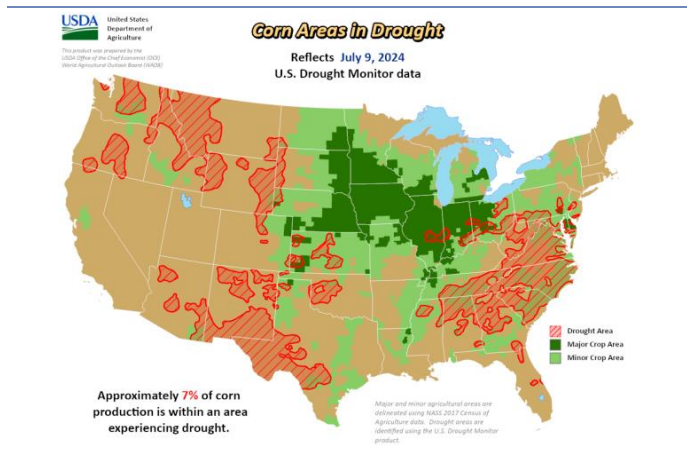 USDA
United States
Department of
Agriculture
This product was prepared by the
USDA Office of the Chief Economist (OCE)
World Agricultural Outlook Board (WAOB)
Corn Areas in Drought
Reflects July 9, 2024
U.S. Drought Monitor data
Drought Area
Major Crop Area
Minor Crop Area
Approximately 7% of corn
production is within an area
experiencing drought.
Major and minor agricultural areas are
delineated using NASS 2017 Census of
Agriculture data. Drought areas are
identified using the U.S. Drought Monitor
product.